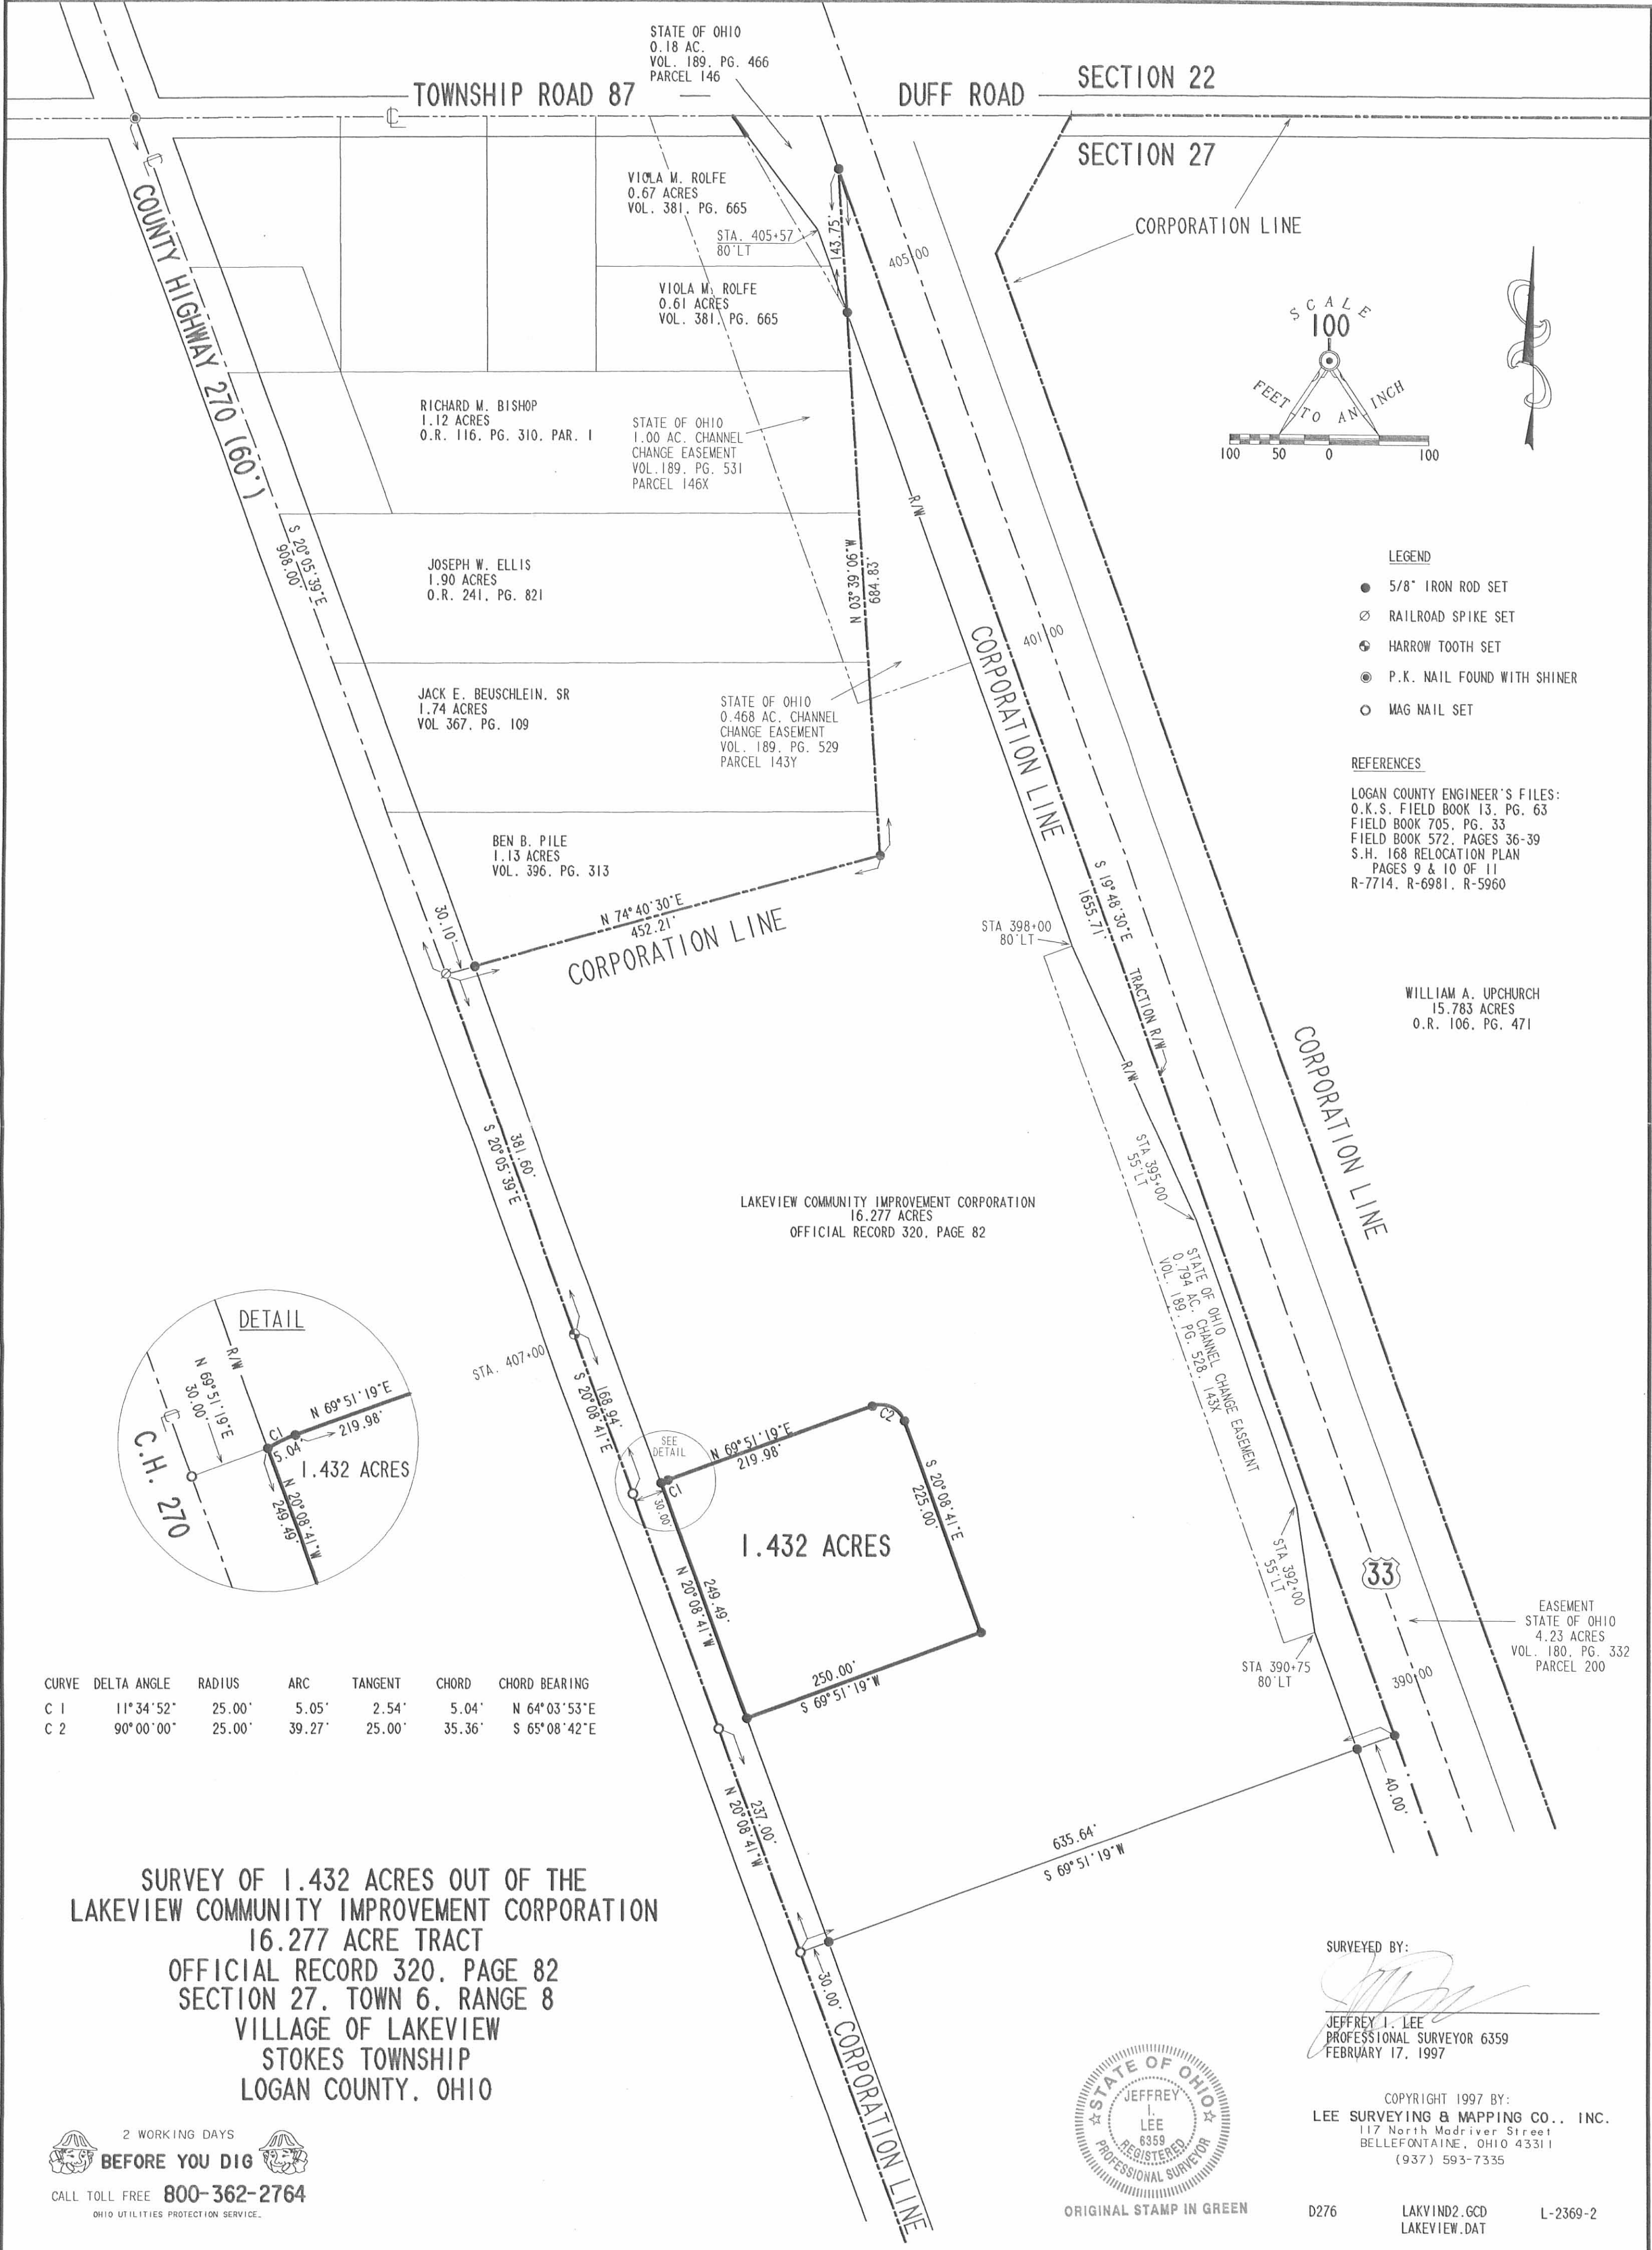 STATE OF OHIO
0.18 AC.
VOL. 189, PG. 466
PARCEL 146
TOWNSHIP ROAD 87
DUFF ROAD
SECTION 22
SECTION 27
CORPORATION LINE
COUNTY HIGHWAY 270 (60')
VIOLA M. ROLFE
0.67 ACRES
VOL. 381, PG. 665
STA. 405+57
80'LT
143.75'
405+00
VIOLA M. ROLFE
0.61 ACRES
VOL. 381, PG. 665
SCALE
100
FEET TO AN INCH
100 50 0 100
RICHARD M. BISHOP
1.12 ACRES
O.R. 116, PG. 310, PAR. 1
STATE OF OHIO
1.00 AC. CHANNEL
CHANGE EASEMENT
VOL.189, PG. 531
PARCEL 146X
R/W
S 20°05'39"E
908.00'
JOSEPH W. ELLIS
1.90 ACRES
O.R. 241, PG. 821
N 03°39'06"W
684.83'
401+00
CORPORATION LINE
LEGEND
5/8" IRON ROD SET
RAILROAD SPIKE SET
HARROW TOOTH SET
P.K. NAIL FOUND WITH SHINER
MAG NAIL SET
JACK E. BEUSCHLEIN, SR
1.74 ACRES
VOL 367, PG. 109
STATE OF OHIO
0.468 AC. CHANNEL
CHANGE EASEMENT
VOL. 189, PG. 529
PARCEL 143Y
REFERENCES
LOGAN COUNTY ENGINEER'S FILES:
O.K.S. FIELD BOOK 13, PG. 63
FIELD BOOK 705, PG. 33
FIELD BOOK 572, PAGES 36-39
S.H. 168 RELOCATION PLAN
PAGES 9 & 10 OF 11
R-7714, R-6981, R-5960
BEN B. PILE
1.13 ACRES
VOL. 396, PG. 313
30.10'
N 74°40'30"E
452.21'
CORPORATION LINE
S 19°48'30"E
1655.71'
STA 398+00
80'LT
TRACTION R/W
R/W
WILLIAM A. UPCHURCH
15.783 ACRES
O.R. 106, PG. 471
CORPORATION LINE
381.60'
S 20°05'39"E
STA 395+00
55'LT
LAKEVIEW COMMUNITY IMPROVEMENT CORPORATION
16.277 ACRES
OFFICIAL RECORD 320, PAGE 82
STATE OF OHIO
0.794 AC. CHANNEL CHANGE EASEMENT
VOL. 189, PG. 528, 143X
DETAIL
R/W
N 69°51'19"E
30.00'
N 69°51'19"E
219.98'
C1
5.04'
1.432 ACRES
N 20°08'41"W
249.49'
C.H. 270
STA. 407+00
168.94'
S 20°08'41"E
SEE
DETAIL
30.00'
C1
N 69°51'19"E
219.98'
C2
S 20°08'41"E
225.00'
1.432 ACRES
249.49'
N 20°08'41"W
250.00'
S 69°51'19"W
STA 392+00
55'LT
33
STA 390+75
80'LT
390+00
EASEMENT
STATE OF OHIO
4.23 ACRES
VOL. 180, PG. 332
PARCEL 200
CURVE DELTA ANGLE RADIUS ARC TANGENT CHORD CHORD BEARING
C 1 11°34'52" 25.00' 5.05' 2.54' 5.04' N 64°03'53"E
C 2 90°00'00" 25.00' 39.27' 25.00' 35.36' S 65°08'42"E
40.00'
237.00'
N 20°08'41"W
635.64'
S 69°51'19"W
30.00'
CORPORATION LINE
SURVEY OF 1.432 ACRES OUT OF THE
LAKEVIEW COMMUNITY IMPROVEMENT CORPORATION
16.277 ACRE TRACT
OFFICIAL RECORD 320, PAGE 82
SECTION 27, TOWN 6, RANGE 8
VILLAGE OF LAKEVIEW
STOKES TOWNSHIP
LOGAN COUNTY, OHIO
2 WORKING DAYS
BEFORE YOU DIG
CALL TOLL FREE 800-362-2764
OHIO UTILITIES PROTECTION SERVICE.
SURVEYED BY:
JEFFREY I. LEE
PROFESSIONAL SURVEYOR 6359
FEBRUARY 17, 1997
STATE OF OHIO
JEFFREY
I.
LEE
6359
REGISTERED
PROFESSIONAL SURVEYOR
ORIGINAL STAMP IN GREEN
COPYRIGHT 1997 BY:
LEE SURVEYING & MAPPING CO., INC.
117 North Madriver Street
BELLEFONTAINE, OHIO 43311
(937) 593-7335
D276 LAKVIND2.GCD L-2369-2
LAKEVIEW.DAT